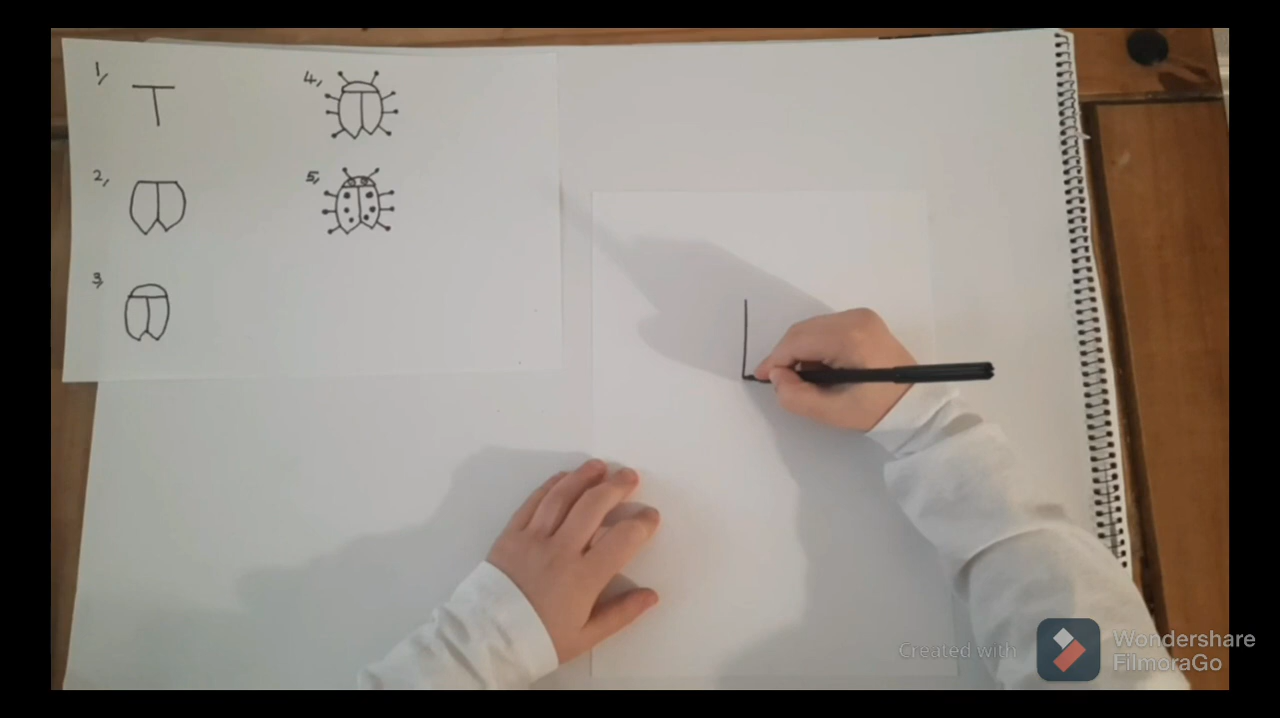 1,
2,
3,
4,
5,
Created with
Wondershare
FilmoraGo